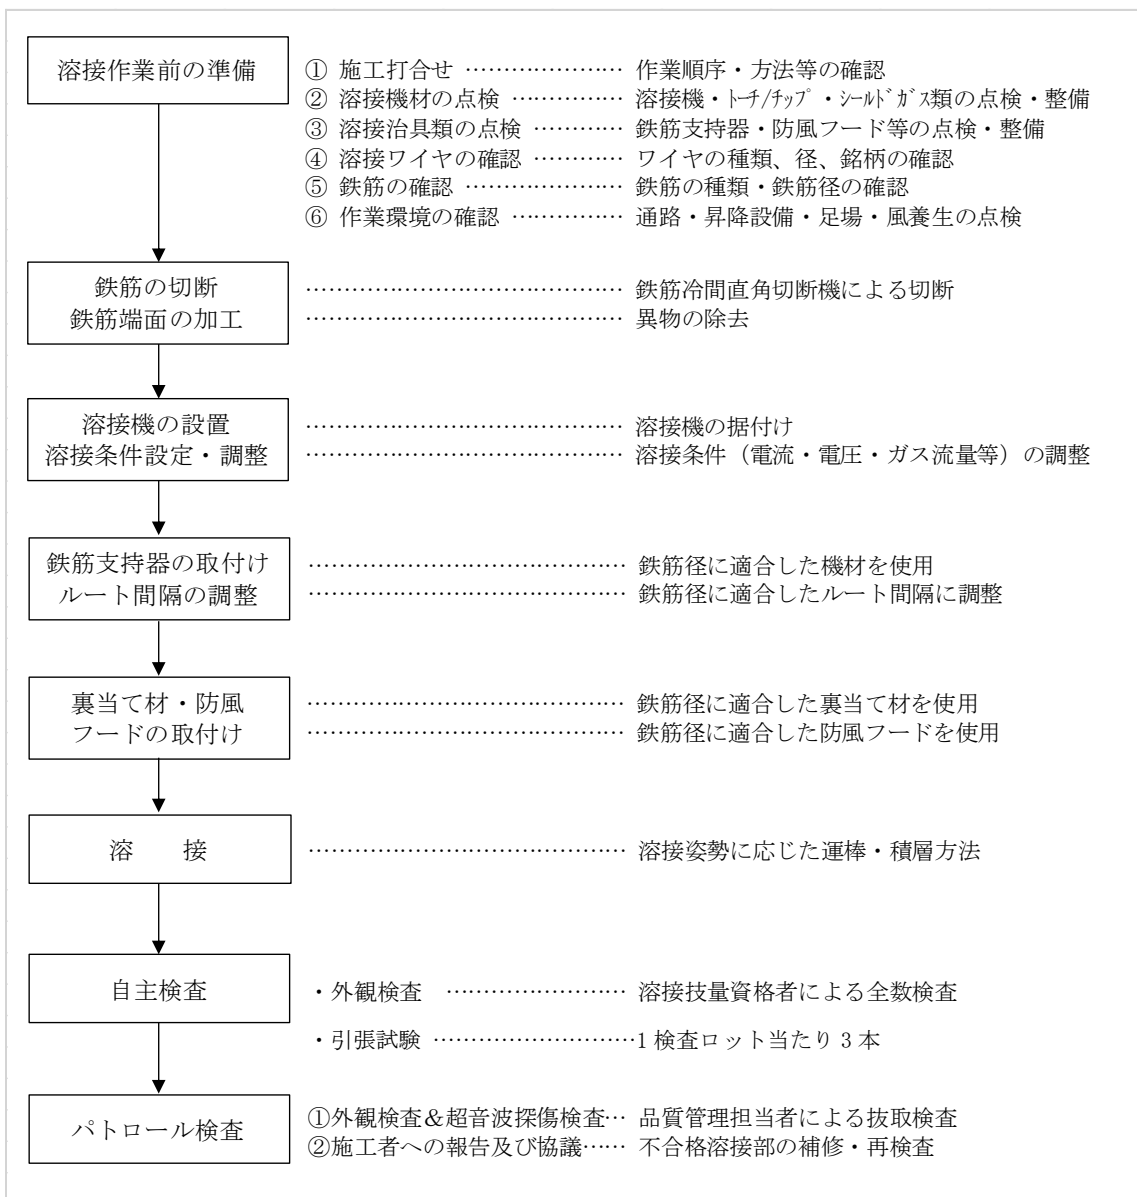 溶接作業前の準備
① 施工打合せ ………………… 作業順序・方法等の確認
② 溶接機材の点検 …………… 溶接機・ﾄｰﾁ/ﾁｯﾌﾟ・ｼｰﾙﾄﾞｶﾞｽ類の点検・整備
③ 溶接治具類の点検 ………… 鉄筋支持器・防風フード等の点検・整備
④ 溶接ワイヤの確認 ………… ワイヤの種類、径、銘柄の確認
⑤ 鉄筋の確認 ………………… 鉄筋の種類・鉄筋径の確認
⑥ 作業環境の確認 …………… 通路・昇降設備・足場・風養生の点検
鉄筋の切断 …………………………………… 鉄筋冷間直角切断機による切断
鉄筋端面の加工 …………………………………… 異物の除去
溶接機の設置 …………………………………… 溶接機の据付け
溶接条件設定・調整 …………………………………… 溶接条件（電流・電圧・ガス流量等）の調整
鉄筋支持器の取付け ………………………………… 鉄筋径に適合した機材を使用
ルート間隔の調整 …………………………………… 鉄筋径に適合したルート間隔に調整
裏当て材・防風 …………………………………… 鉄筋径に適合した裏当て材を使用
フードの取付け …………………………………… 鉄筋径に適合した防風フードを使用
溶　　接 …………………………………… 溶接姿勢に応じた運棒・積層方法
自主検査 ・外観検査 …………………… 溶接技量資格者による全数検査
・引張試験 ………………………1 検査ロット当たり 3 本
パトロール検査
①外観検査＆超音波探傷検査… 品質管理担当者による抜取検査
②施工者への報告及び協議…… 不合格溶接部の補修・再検査